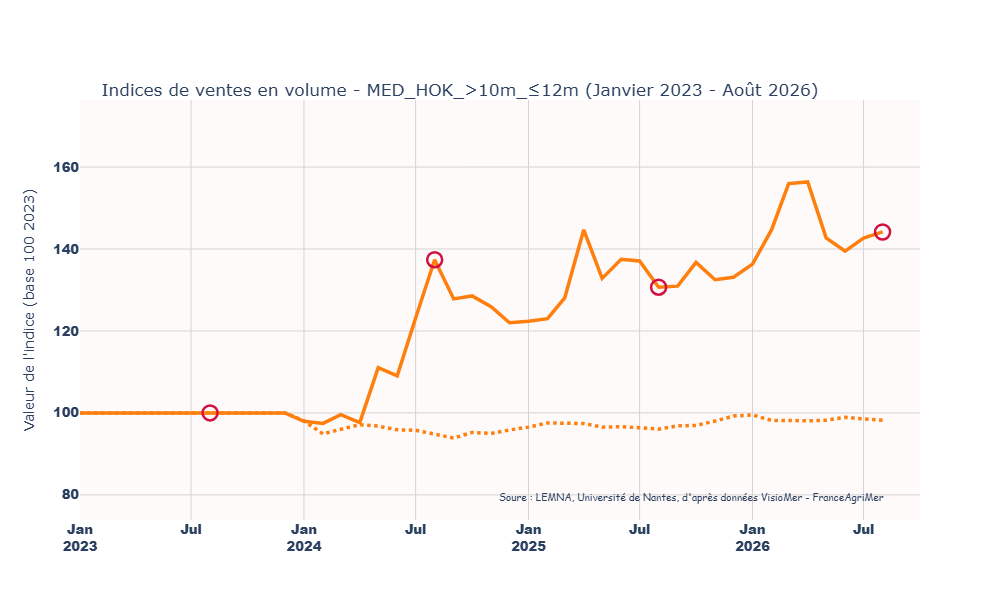 Indices de ventes en volume - MED_HOK_>10m_≤12m (Janvier 2023 - Août 2026)
Valeur de l'indice (base 100 2023)
160
140
120
100
80
Soure : LEMNA, Université de Nantes, d'après données VisioMer - FranceAgriMer
Jan Jul Jan Jul Jan Jul Jan Jul
2023 2024 2025 2026